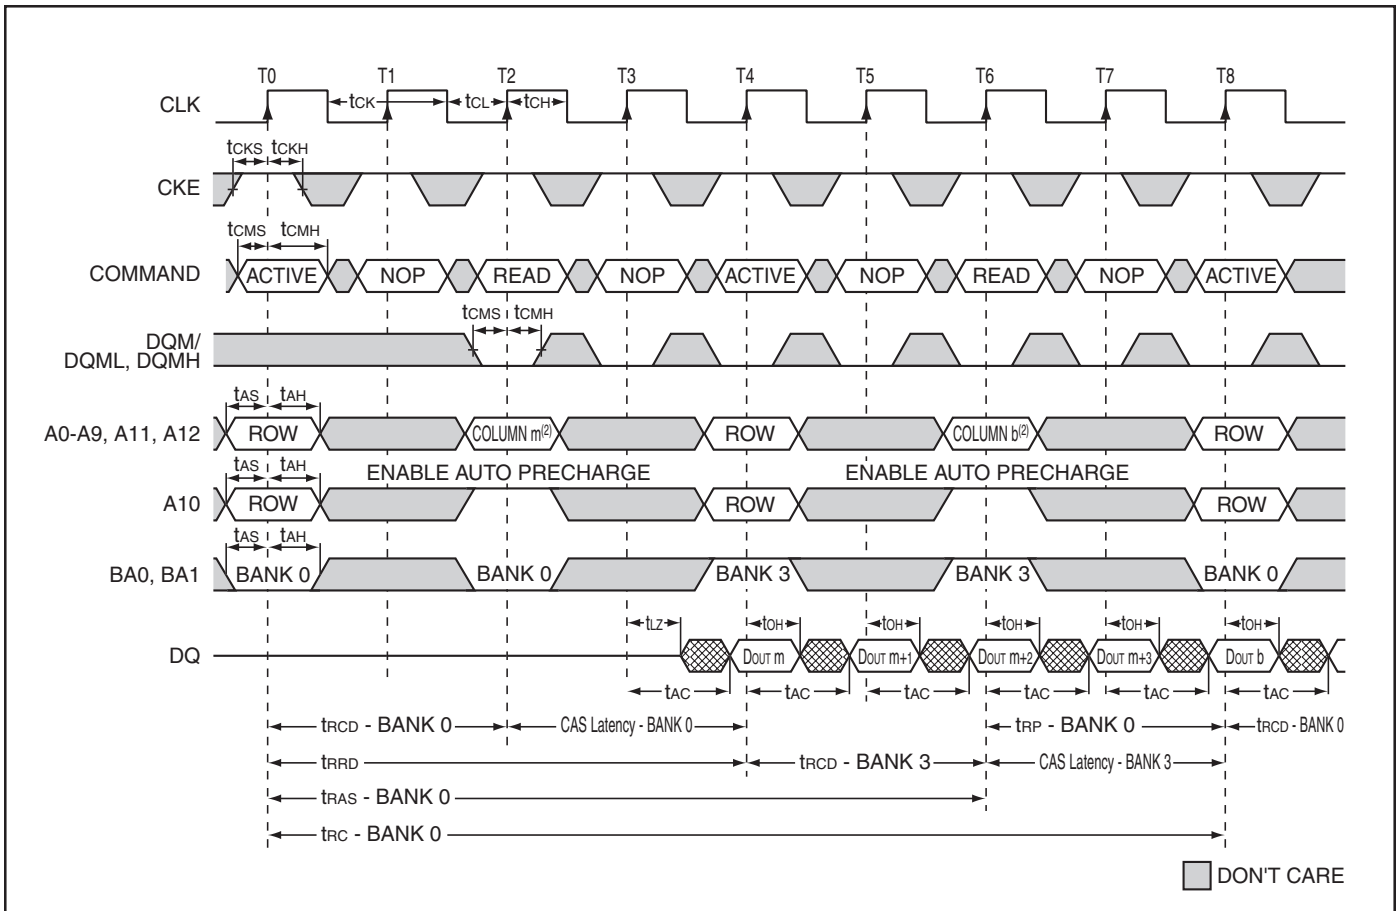 T0 T1 T2 T3 T4 T5 T6 T7 T8
CLK tCK tCL tCH
tCKS tCKH
CKE
tCMS tCMH
COMMAND ACTIVE NOP READ NOP ACTIVE NOP READ NOP ACTIVE
tCMS tCMH
DQM/
DQML, DQMH
tAS tAH
A0-A9, A11, A12 ROW COLUMN m(2) ROW COLUMN b(2) ROW
tAS tAH ENABLE AUTO PRECHARGE ENABLE AUTO PRECHARGE
A10 ROW ROW ROW
tAS tAH
BA0, BA1 BANK 0 BANK 0 BANK 3 BANK 3 BANK 0
tLZ tOH tOH tOH tOH tOH
DQ DOUT m DOUT m+1 DOUT m+2 DOUT m+3 DOUT b
tAC tAC tAC tAC tAC tAC
tRCD - BANK 0 CAS Latency - BANK 0 tRP - BANK 0 tRCD - BANK 0
tRRD tRCD - BANK 3 CAS Latency - BANK 3
tRAS - BANK 0
tRC - BANK 0
DON'T CARE